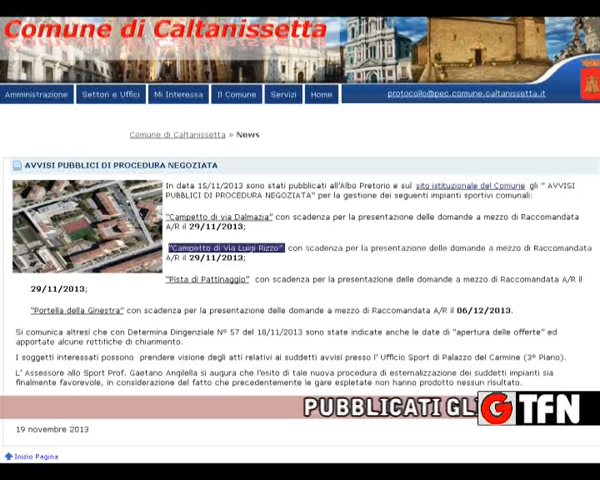 Comune di Caltanissetta
Amministrazione Settori e Uffici Mi Interessa Il Comune Servizi Home protocollo@pec.comune.caltanissetta.it
Comune di Caltanissetta » News
AVVISI PUBBLICI DI PROCEDURA NEGOZIATA
In data 15/11/2013 sono stati pubblicati all'Albo Pretorio e sul sito istituzionale del Comune gli " AVVISI
PUBBLICI DI PROCEDURA NEGOZIATA" per la gestione dei seguenti impianti sportivi comunali:
"Campetto di via Dalmazia" con scadenza per la presentazione delle domande a mezzo di Raccomandata
A/R il 29/11/2013;
"Campetto di Via Luigi Rizzo" con scadenza per la presentazione delle domande a mezzo di Raccomandata
A/R il 29/11/2013;
"Pista di Pattinaggio" con scadenza per la presentazione delle domande a mezzo di Raccomandata A/R il
29/11/2013;
"Portella della Ginestra" con scadenza per la presentazione delle domande a mezzo di Raccomandata A/R il 06/12/2013.
Si comunica altresì che con Determina Dirigenziale N° 57 del 18/11/2013 sono state indicate anche le date di "apertura delle offerte" ed
apportate alcune rettifiche di chiarimento.
I soggetti interessati possono prendere visione degli atti relativi ai suddetti avvisi presso l' Ufficio Sport di Palazzo del Carmine (3° Piano).
L' Assessore allo Sport Prof. Gaetano Angilella si augura che l'esito di tale nuova procedura di esternalizzazione dei suddetti impianti sia
finalmente favorevole, in considerazione del fatto che precedentemente le gare espletate non hanno prodotto nessun risultato.
PUBBLICATI GLI G TFN
19 novembre 2013
Inizio Pagina